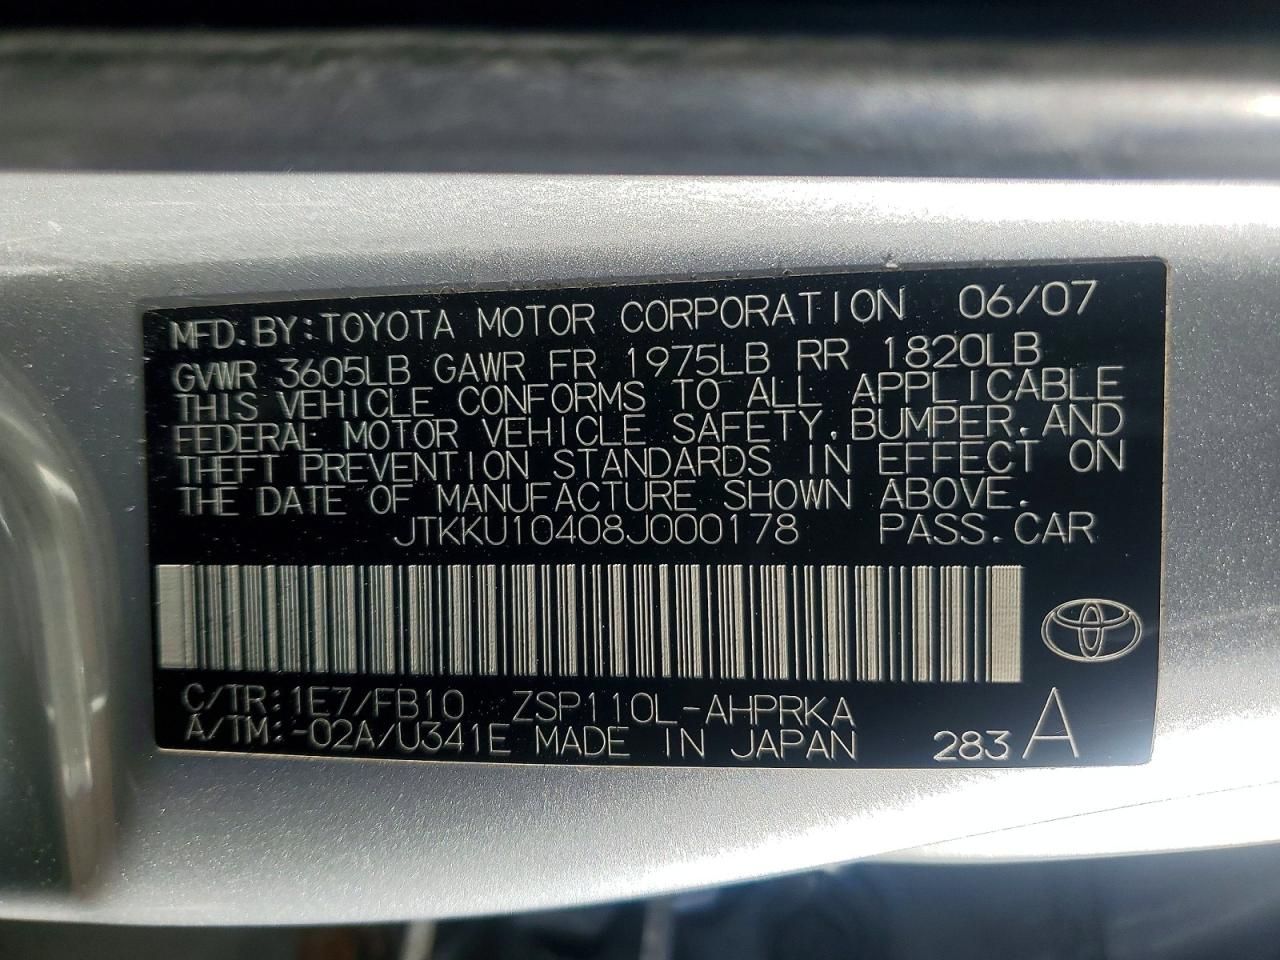 MFD. BY: TOYOTA MOTOR CORPORATION 06/07
GVWR 3605LB GAWR FR 1975LB RR 1820LB
THIS VEHICLE CONFORMS TO ALL APPLICABLE
FEDERAL MOTOR VEHICLE SAFETY, BUMPER, AND
THEFT PREVENTION STANDARDS IN EFFECT ON
THE DATE OF MANUFACTURE SHOWN ABOVE.
JTKKU10408J000178 PASS. CAR
C/TR: 1E7/FB10 ZSP110L-AHPRKA
A/TM: -02A/U341E MADE IN JAPAN 283 A